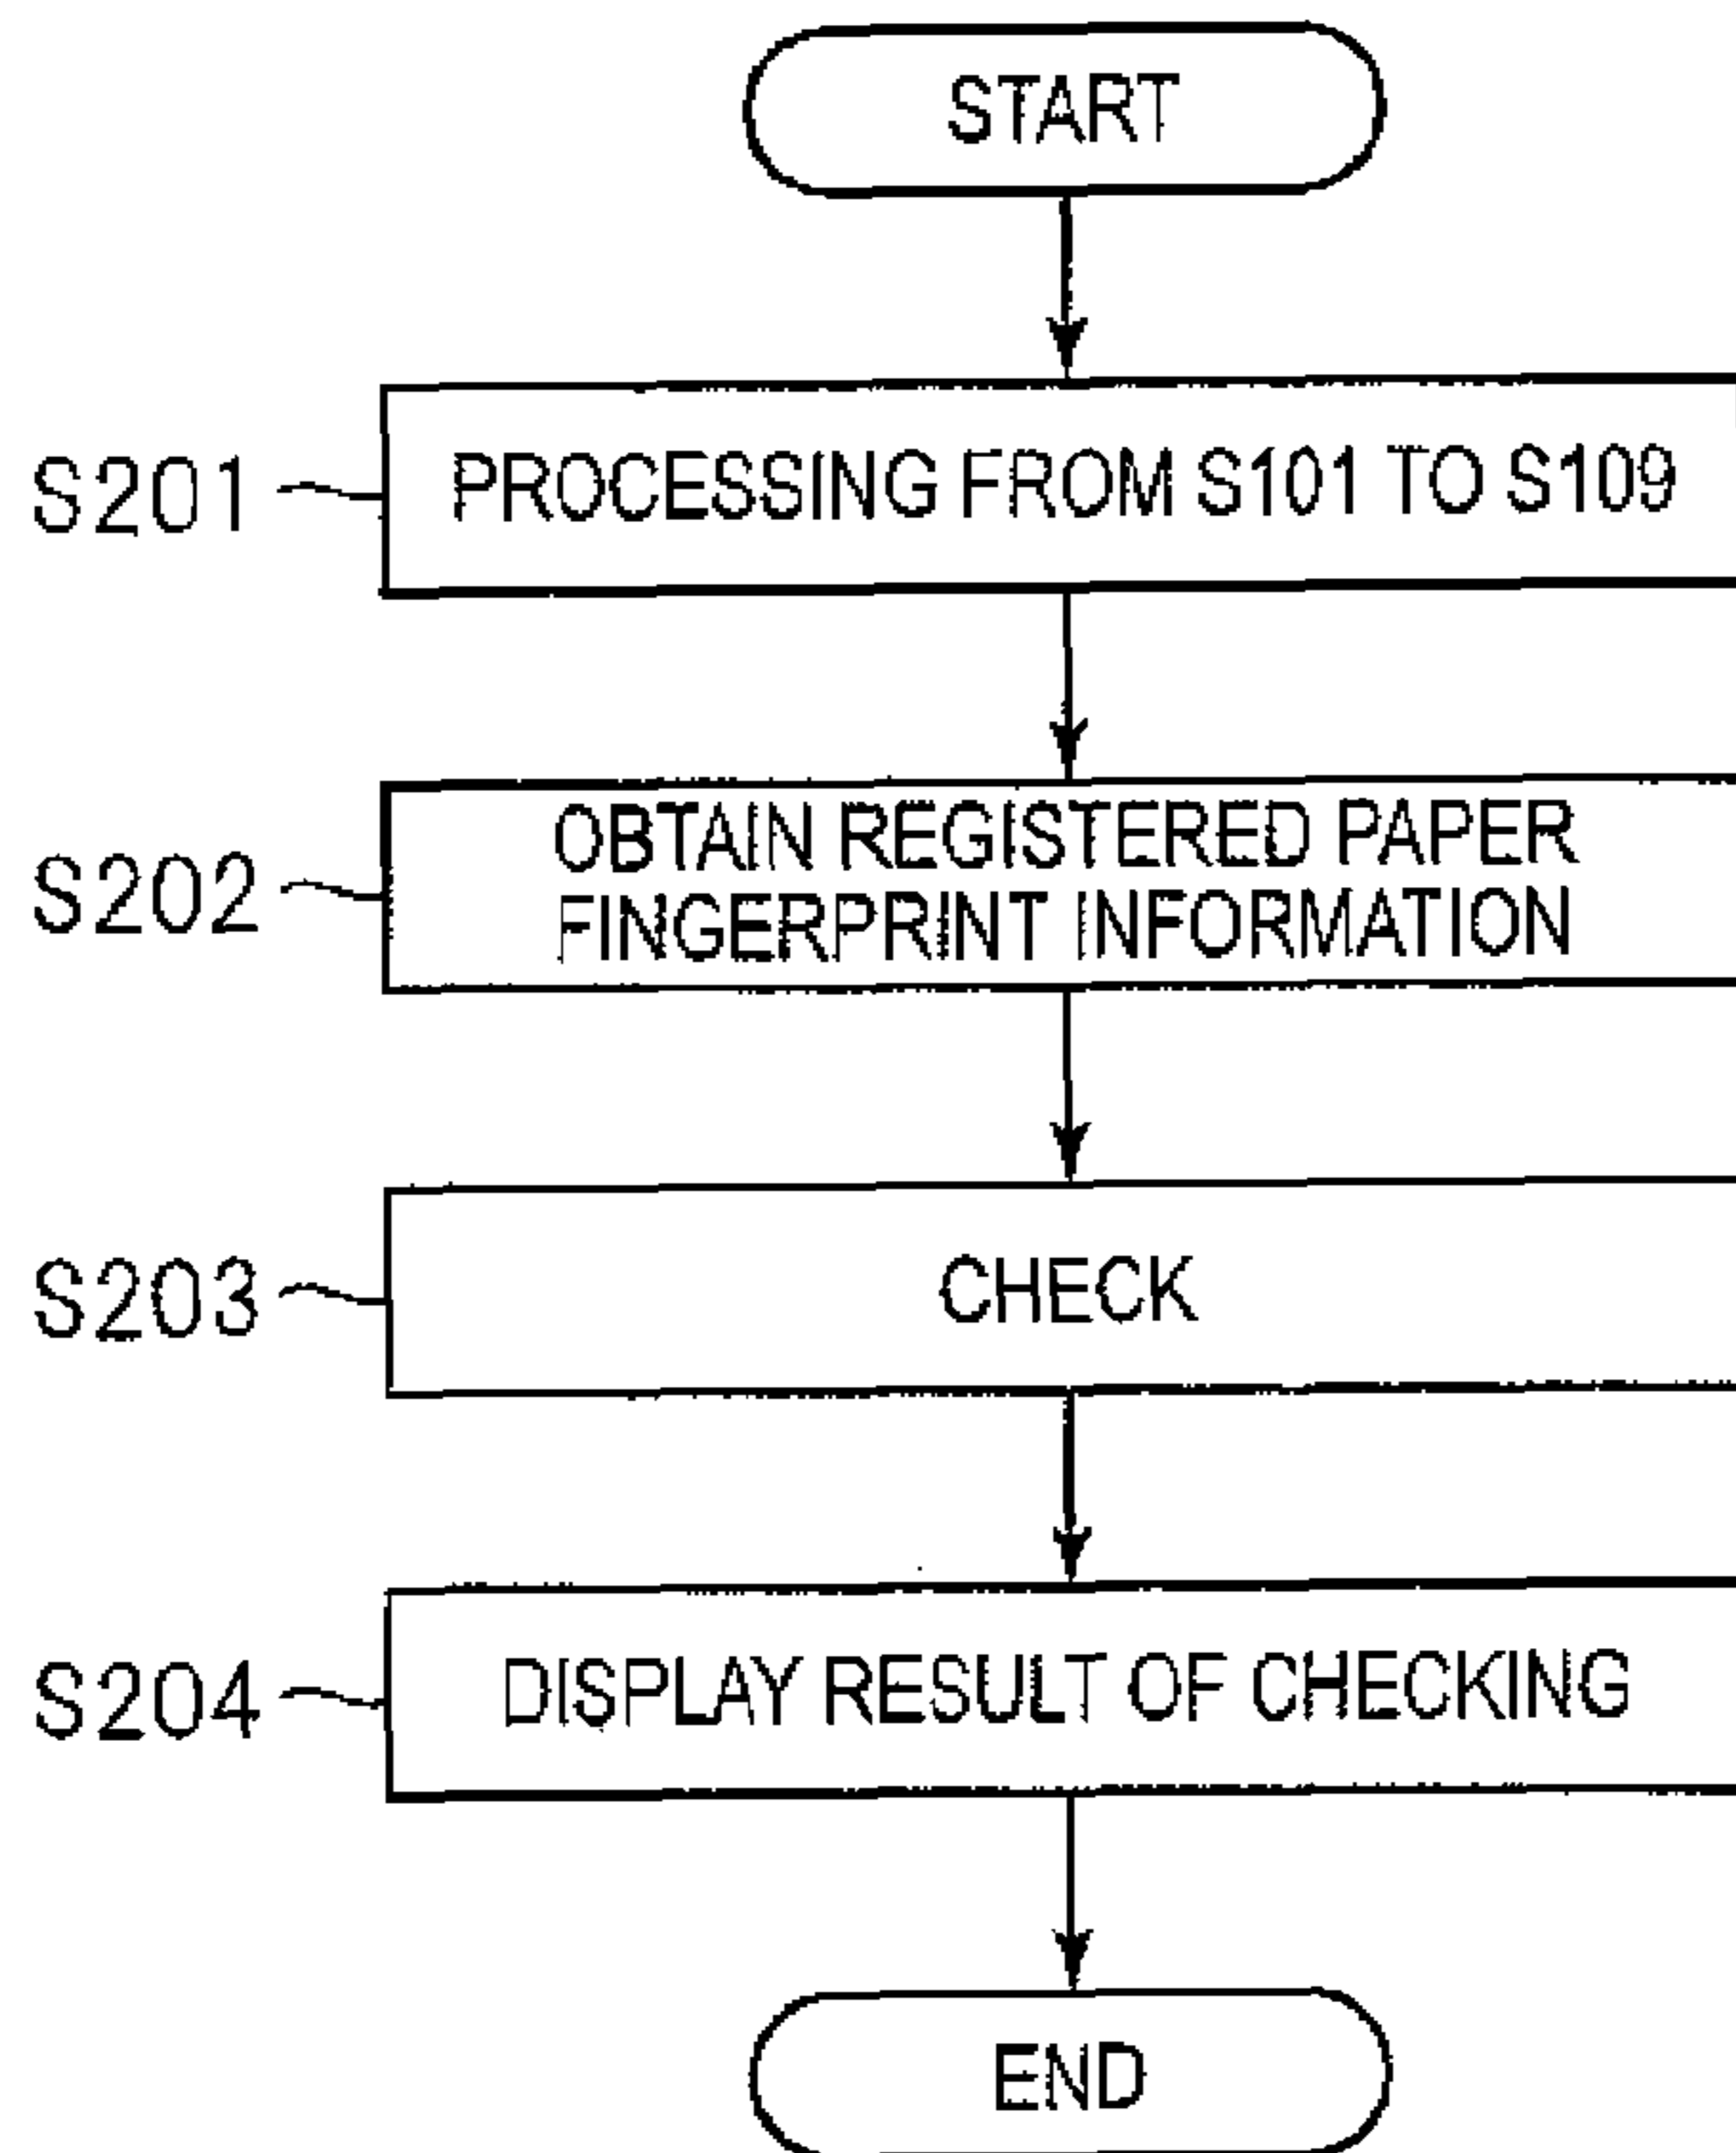 START
S201 PROCESSING FROM S101 TO S109
OBTAIN REGISTERED PAPER
S202 FINGERPRINT INFORMATION
S203 CHECK
S204 DISPLAY RESULT OF CHECKING
END